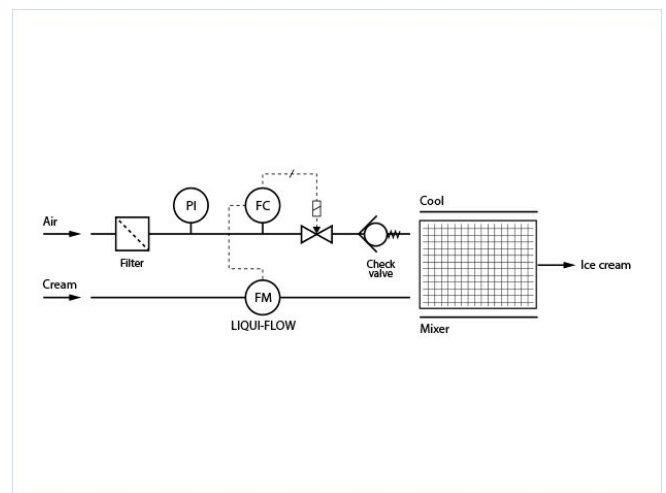 PI
FC
Cool
Air
Filter
Check
valve
Ice cream
Cream
FM
LIQUI-FLOW
Mixer